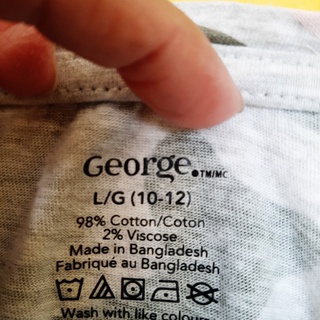 George.TM/MC
L/G (10-12)
98% Cotton/Coton
2% Viscose
Made in Bangladesh
Fabriqué au Bangladesh
Wash with like colours